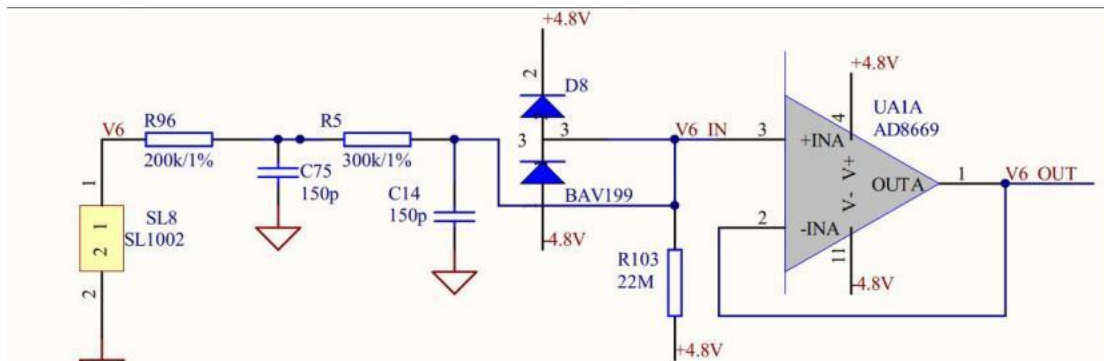 +4.8V
2
D8
+4.8V
UA1A
AD8669
4
V6
R96
R5
3
3
V6_IN
3
+INA
V+
200k/1%
300k/1%
C75
150p
1
C14
150p
BAV199
OUTA
1
V6_OUT
V-
2
-INA
SL8
SL1002
1
2
-4.8V
11
-4.8V
R103
22M
2
+4.8V